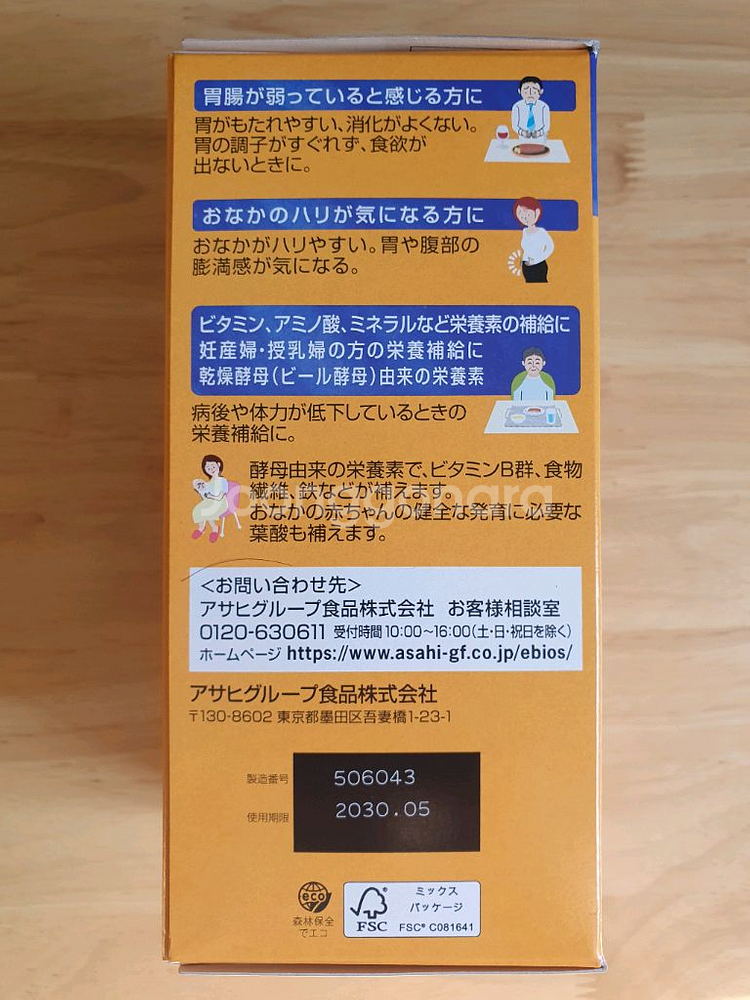 胃腸が弱っていると感じる方に
胃がもたれやすい、消化がよくない。
胃の調子がすぐれず、食欲が
出ないときに。
おなかのハリが気になる方に
おなかがハリやすい。胃や腹部の
膨満感が気になる。
ビタミン、アミノ酸、ミネラルなど栄養素の補給に
妊産婦・授乳婦の方の栄養補給に
乾燥酵母(ビール酵母)由来の栄養素
病後や体力が低下しているときの
栄養補給に。
酵母由来の栄養素で、ビタミンB群、食物
繊維、鉄などが補えます。
おなかの赤ちゃんの健全な発育に必要な
葉酸も補えます。
joonggonara
<お問い合わせ先>
アサヒグループ食品株式会社 お客様相談室
0120-630611 受付時間10:00~16:00(土・日・祝日を除く)
ホームページ https://www.asahi-gf.co.jp/ebios/
アサヒグループ食品株式会社
〒130-8602 東京都墨田区吾妻橋1-23-1
製造番号 506043
使用期限 2030.05
eco
森林保全
でエコ
FSC
ミックス
パッケージ
FSC® C081641